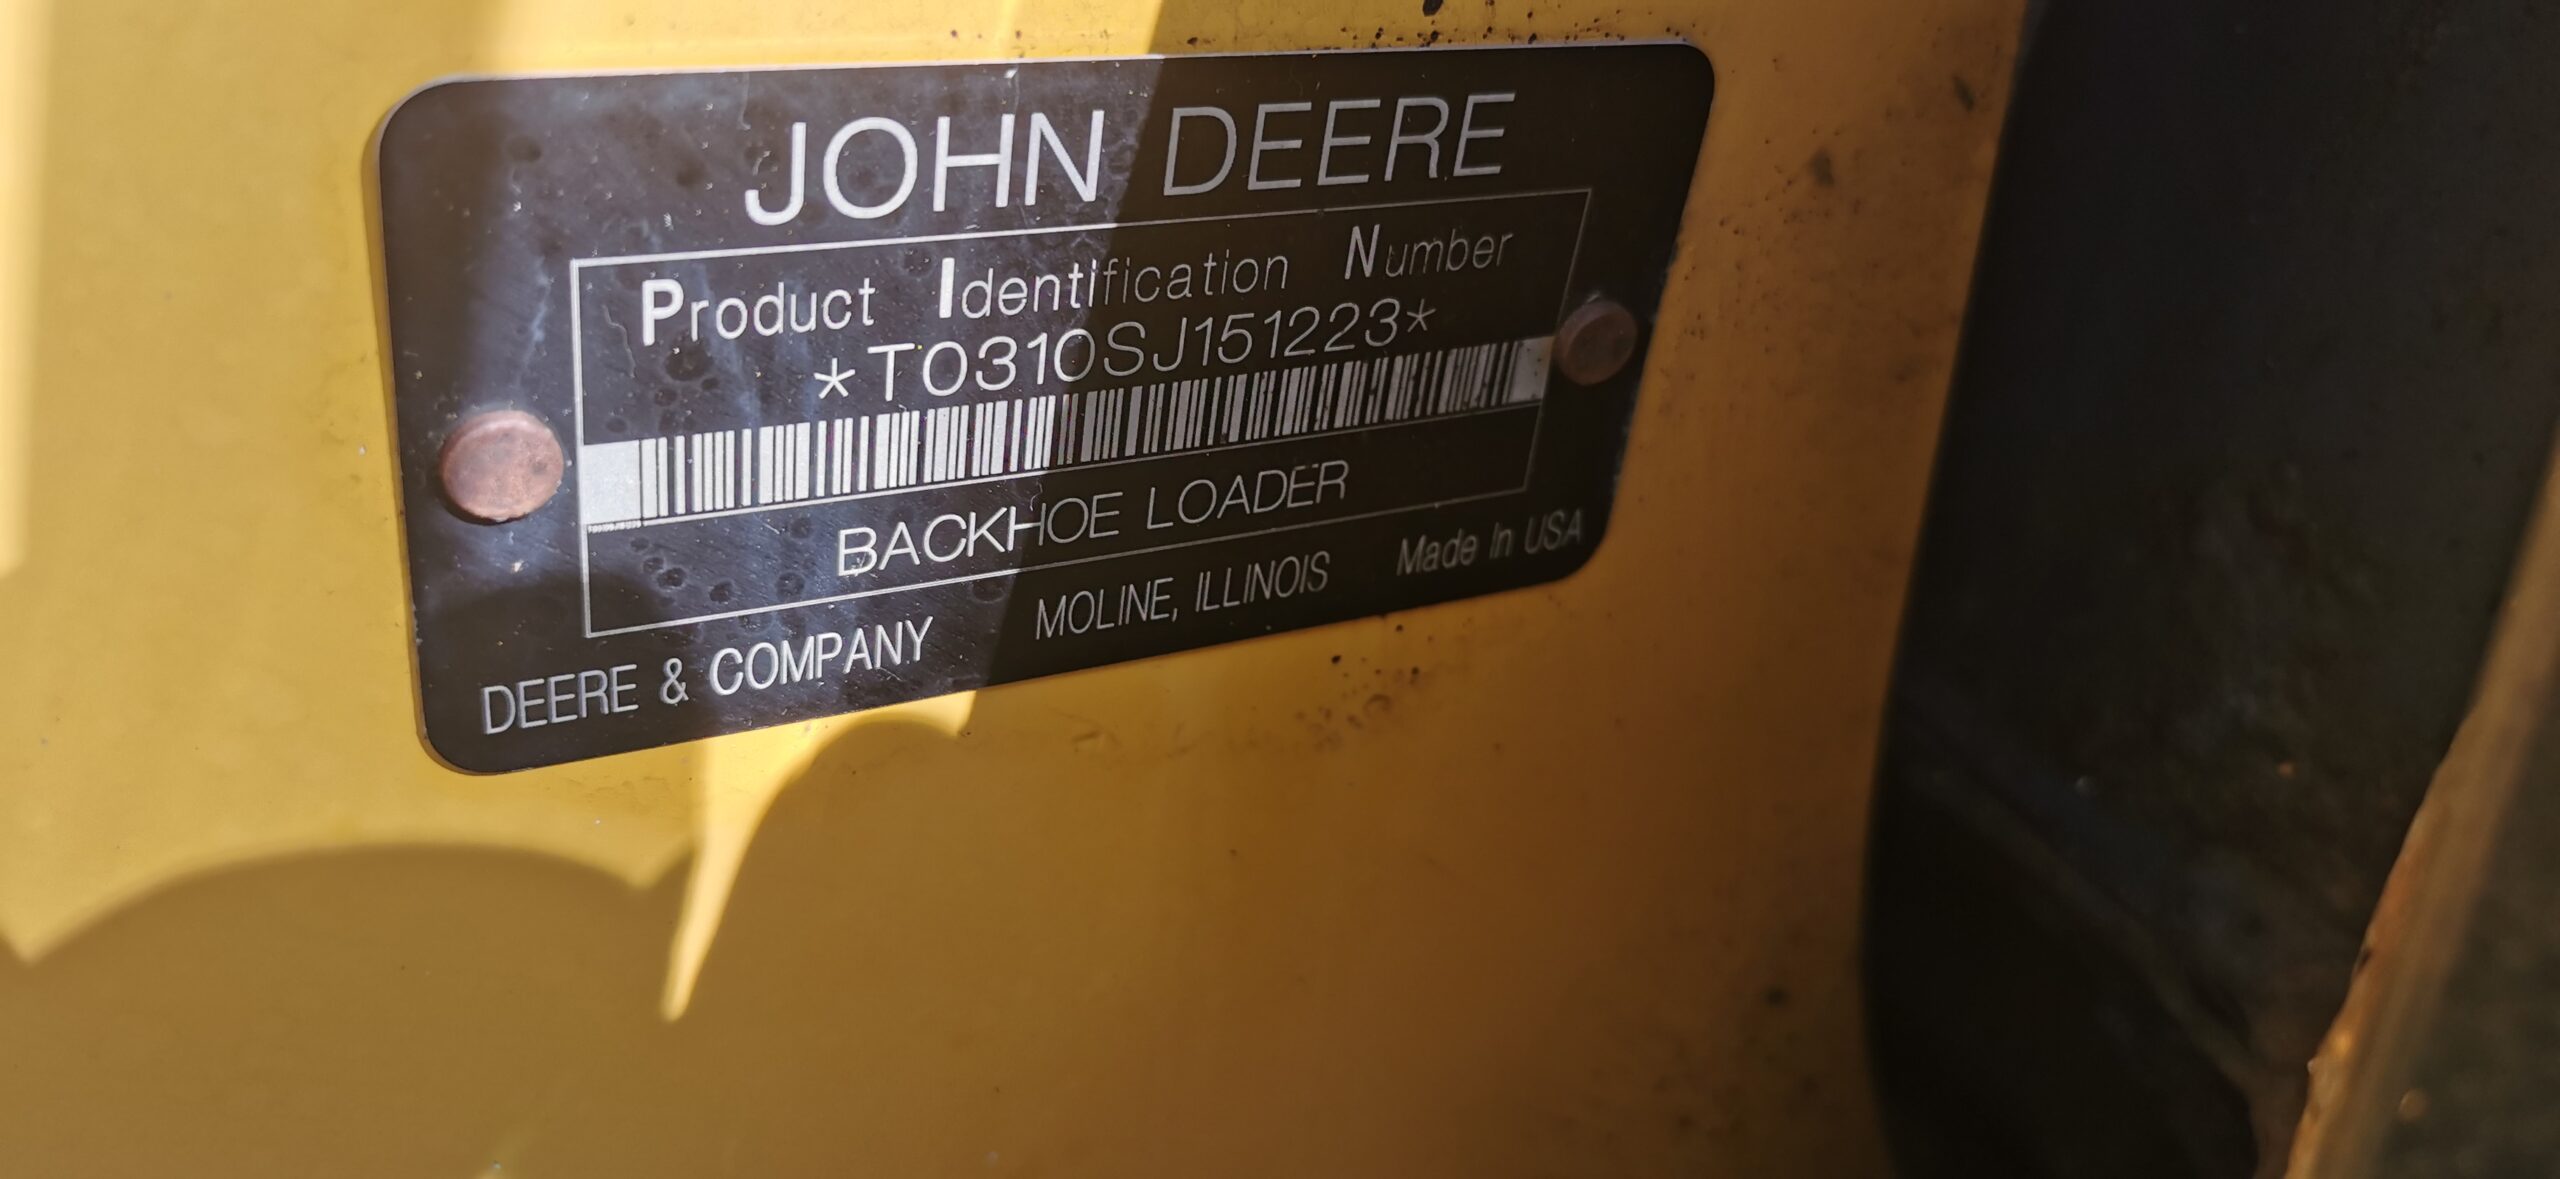 JOHN DEERE
Product Identification Number
*T0310SJ151223*
BACKHOE LOADER
DEERE & COMPANY MOLINE, ILLINOIS Made In USA